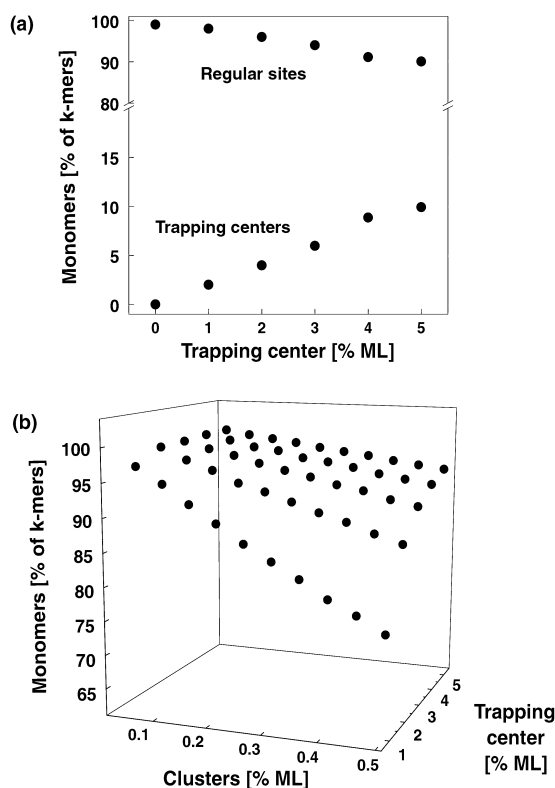 (a)
100
90
80
15
10
5
0
Monomers [% of k-mers]
Regular sites
Trapping centers
0 1 2 3 4 5
Trapping center [% ML]
(b)
100
95
90
85
80
75
70
65
Monomers [% of k-mers]
0.1 0.2 0.3 0.4 0.5
Clusters [% ML]
1 2 3 4 5
Trapping
center
[% ML]